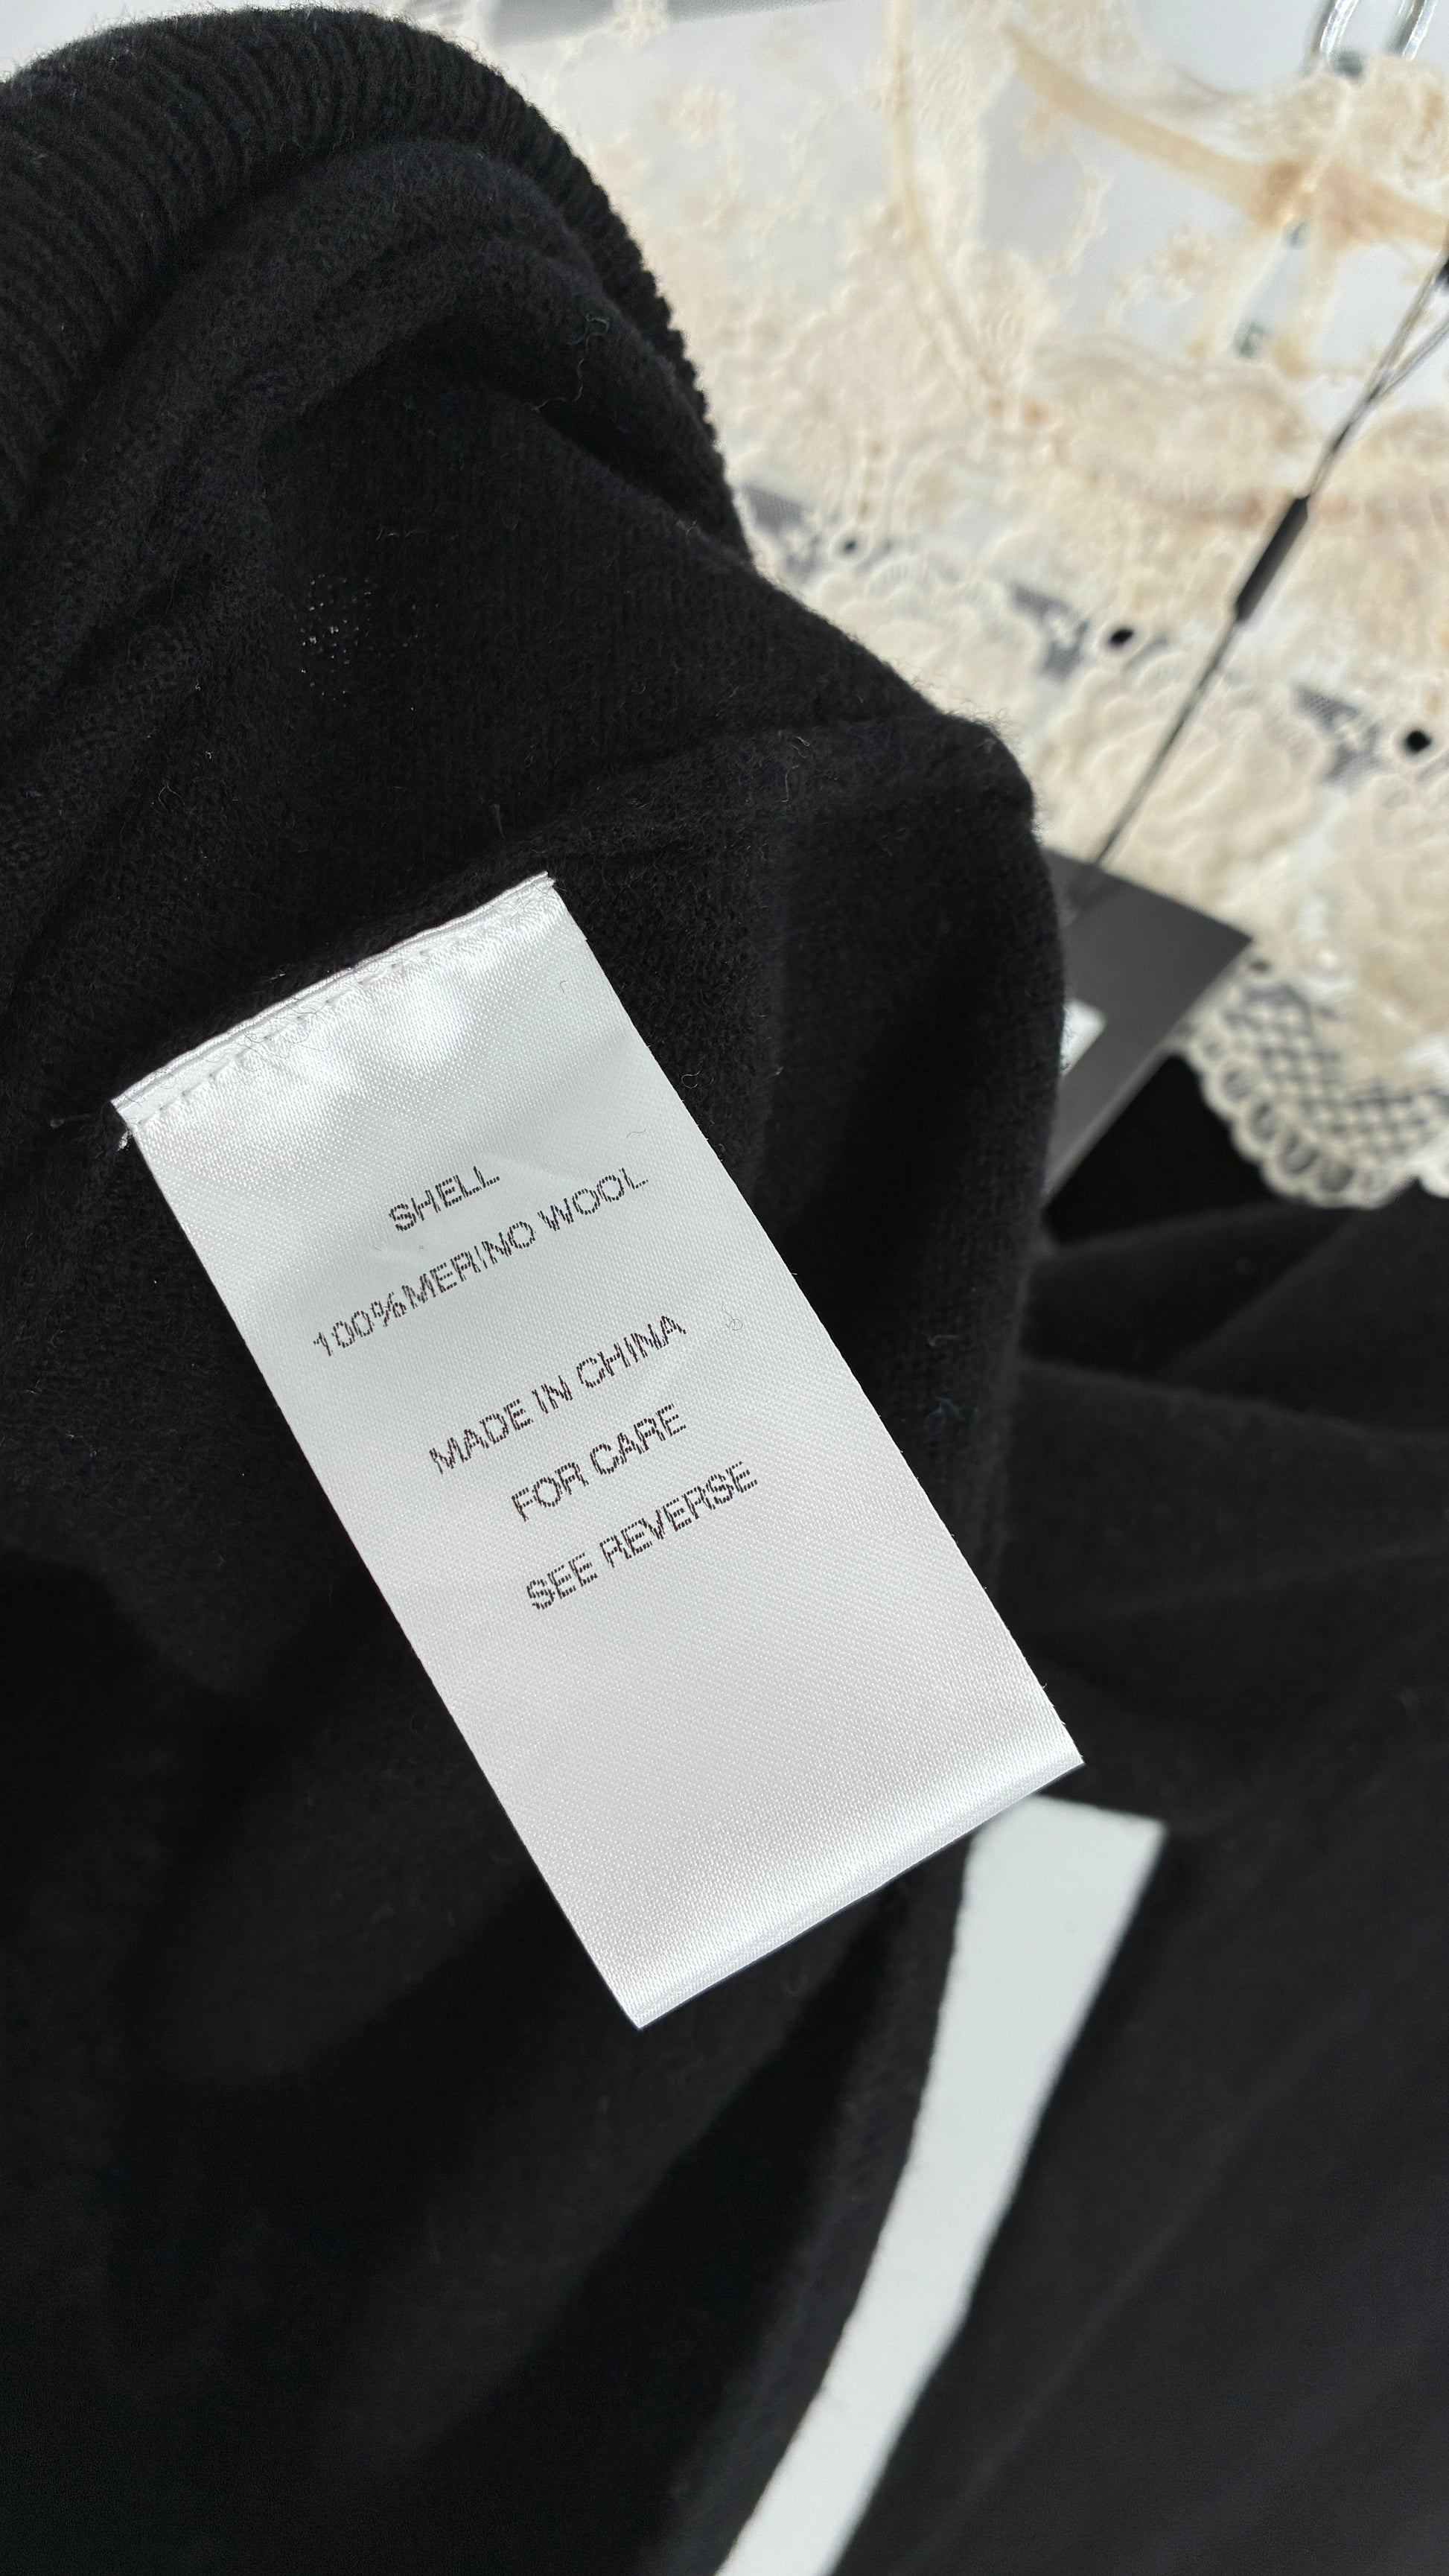 SHELL
100%MERINO WOOL
MADE IN CHINA
FOR CARE
SEE REVERSE